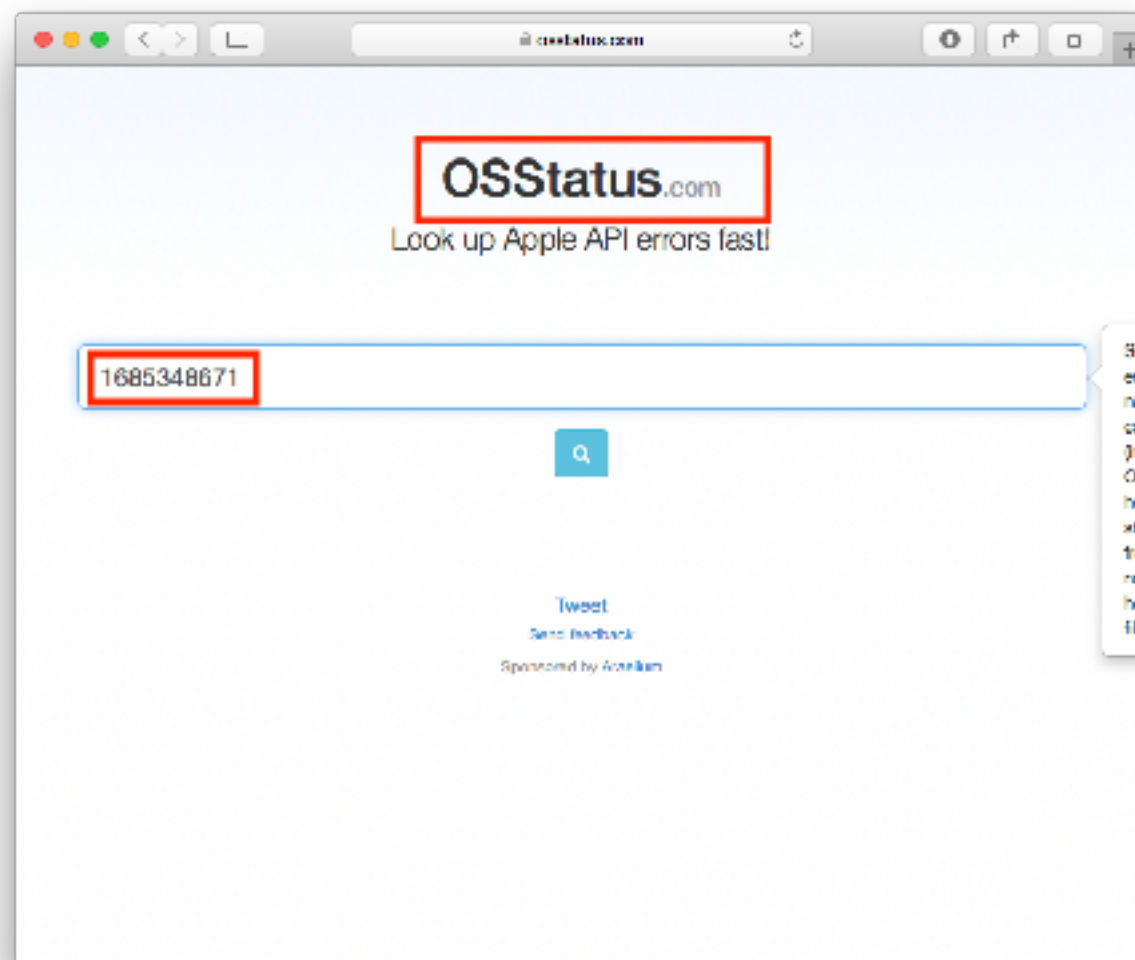 osstatus.com
OSStatus.com
Look up Apple API errors fast!
1685348671
Tweet
Send feedback
Sponsored by